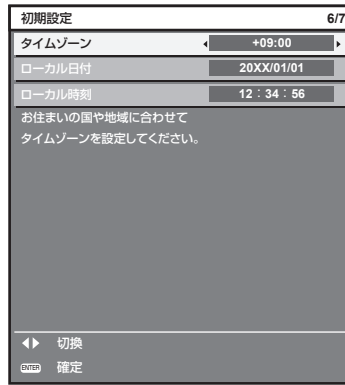 初期設定 6/7
タイムゾーン +09:00
ローカル日付 20XX/01/01
ローカル時刻 12：34：56
お住まいの国や地域に合わせて
タイムゾーンを設定してください。
切換
ENTER 確定